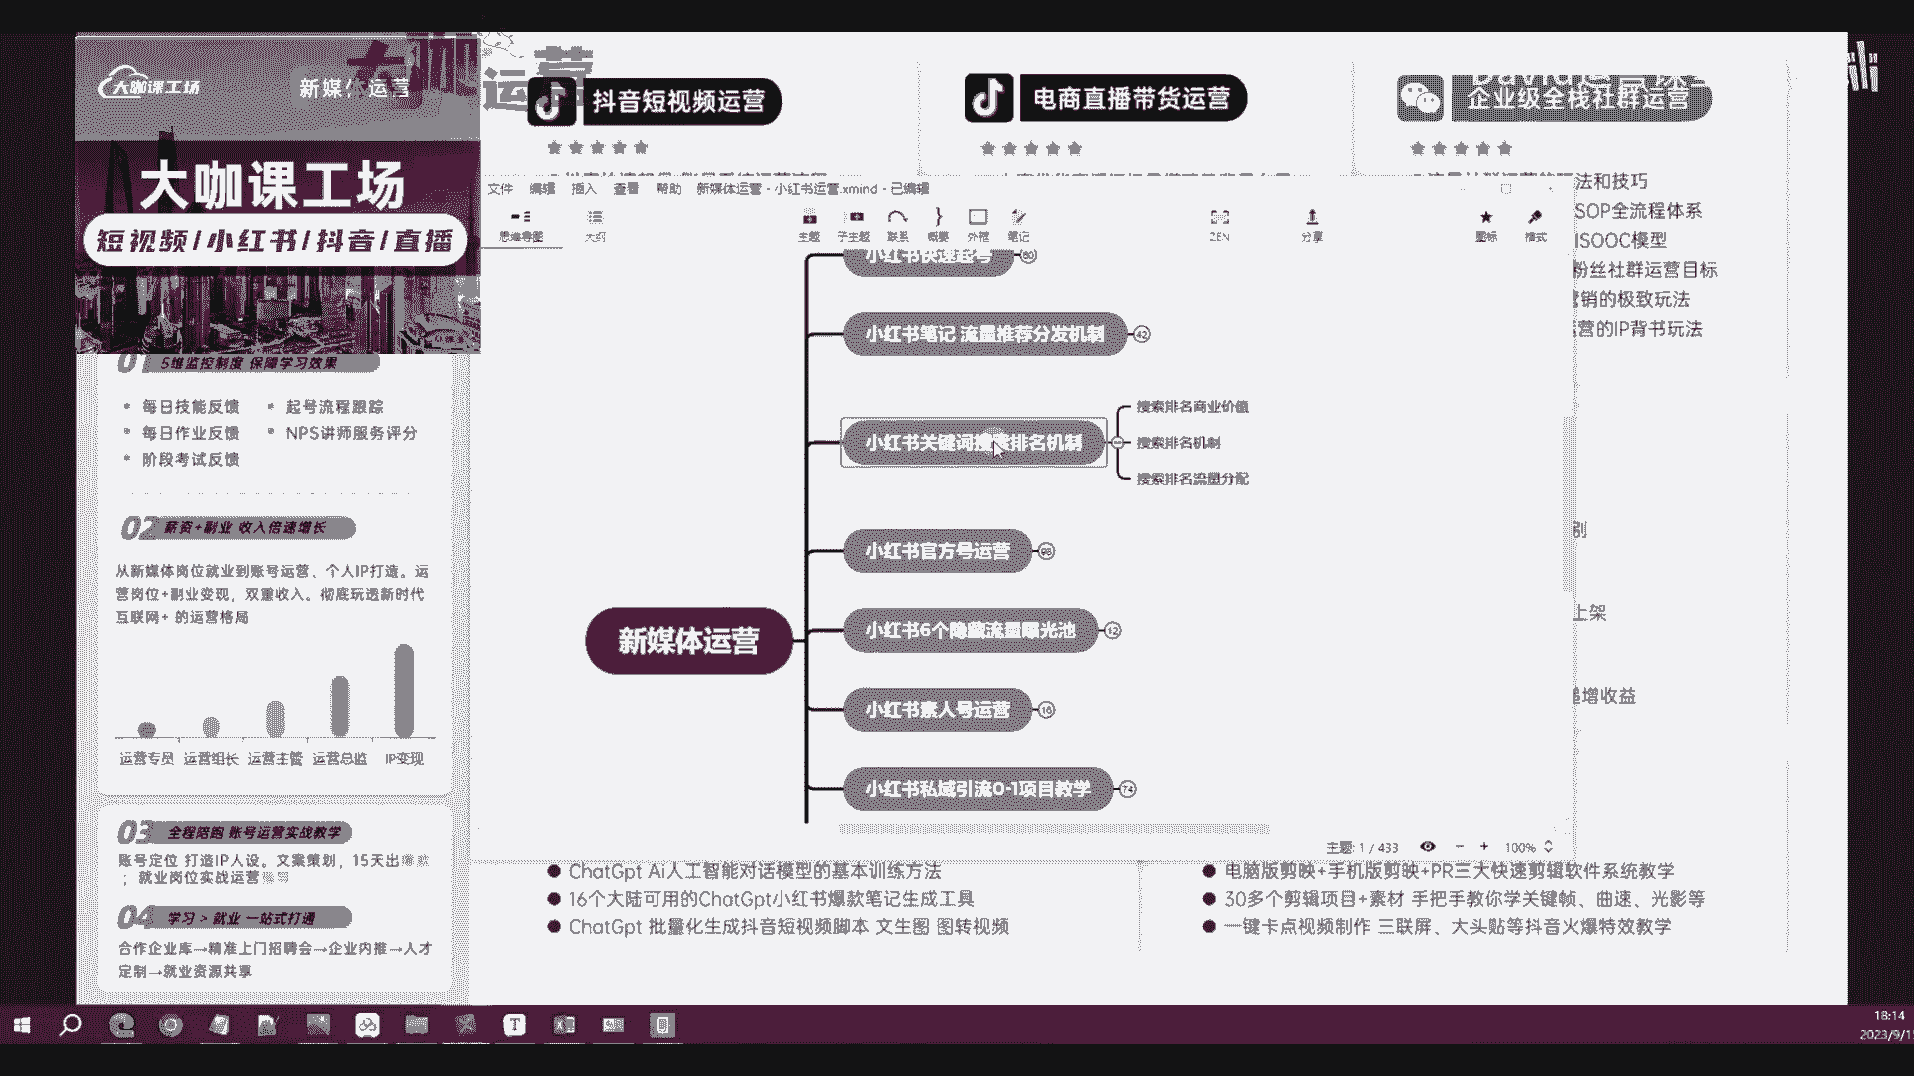 大咖课工场
新媒体运营
大咖课工场
短视频/小红书/抖音/直播
01 5维监控制度 保障学习效果
每日技能反馈
起号流程跟踪
每日作业反馈
NPS讲师服务评分
阶段考试反馈
02 薪资+副业 收入倍速增长
从新媒体岗位就业到账号运营、个人IP打造。运
营岗位+副业变现，双重收入。彻底玩透新时代
互联网+ 的运营格局
运营专员 运营组长 运营主管 运营总监 IP变现
03 全程陪跑 账号运营实战教学
账号定位 打造IP人设。文案策划，15天出
；就业岗位实战运营
04 学习 > 就业 一站式打通
合作企业库→精准上门招聘会→企业内推→人才
定制→就业资源共享
抖音短视频运营
电商直播带货运营
企业级全栈社群运营
法和技巧
SOP全流程体系
ISOOC模型
粉丝社群运营目标
营销的极致玩法
运营的IP背书玩法
别
上架
递增收益
文件 编辑 插入 查看 帮助 新媒体运营 - 小红书运营.xmind - 已编辑
思维导图 大纲 主题 子主题 联系 概要 外框 笔记 ZEN 分享 图标 格式
小红书快速起号 80
小红书笔记 流量推荐分发机制 42
小红书关键词搜索排名机制
搜索排名商业价值
搜索排名机制
搜索排名流量分配
小红书官方号运营 98
新媒体运营
小红书6个隐藏流量曝光池 12
小红书素人号运营 16
小红书私域引流0-1项目教学 74
主题: 1 / 433 100%
ChatGpt Ai人工智能对话模型的基本训练方法
16个大陆可用的ChatGpt小红书爆款笔记生成工具
ChatGpt 批量化生成抖音短视频脚本 文生图 图转视频
电脑版剪映+手机版剪映+PR三大快速剪辑软件系统教学
30多个剪辑项目+素材 手把手教你学关键帧、曲速、光影等
一键卡点视频制作 三联屏、大头贴等抖音火爆特效教学
18:14
2023/9/1